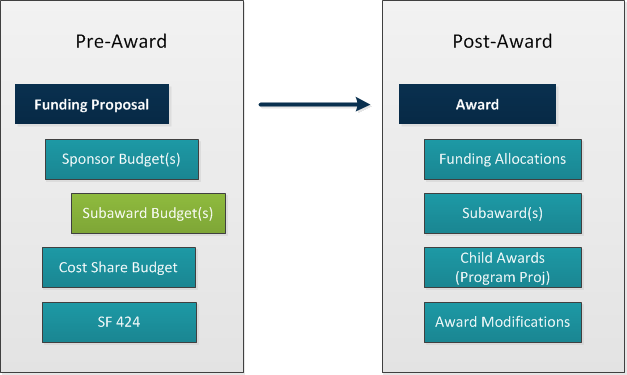 Pre-Award
Funding Proposal
Sponsor Budget(s)
Subaward Budget(s)
Cost Share Budget
SF 424
Post-Award
Award
Funding Allocations
Subaward(s)
Child Awards
(Program Proj)
Award Modifications